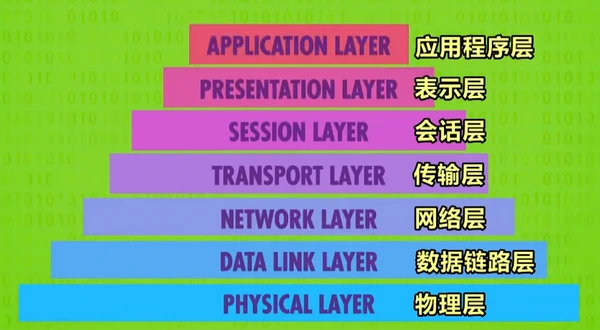 APPLICATION LAYER 应用程序层
PRESENTATION LAYER 表示层
SESSION LAYER 会话层
TRANSPORT LAYER 传输层
NETWORK LAYER 网络层
DATA LINK LAYER 数据链路层
PHYSICAL LAYER 物理层